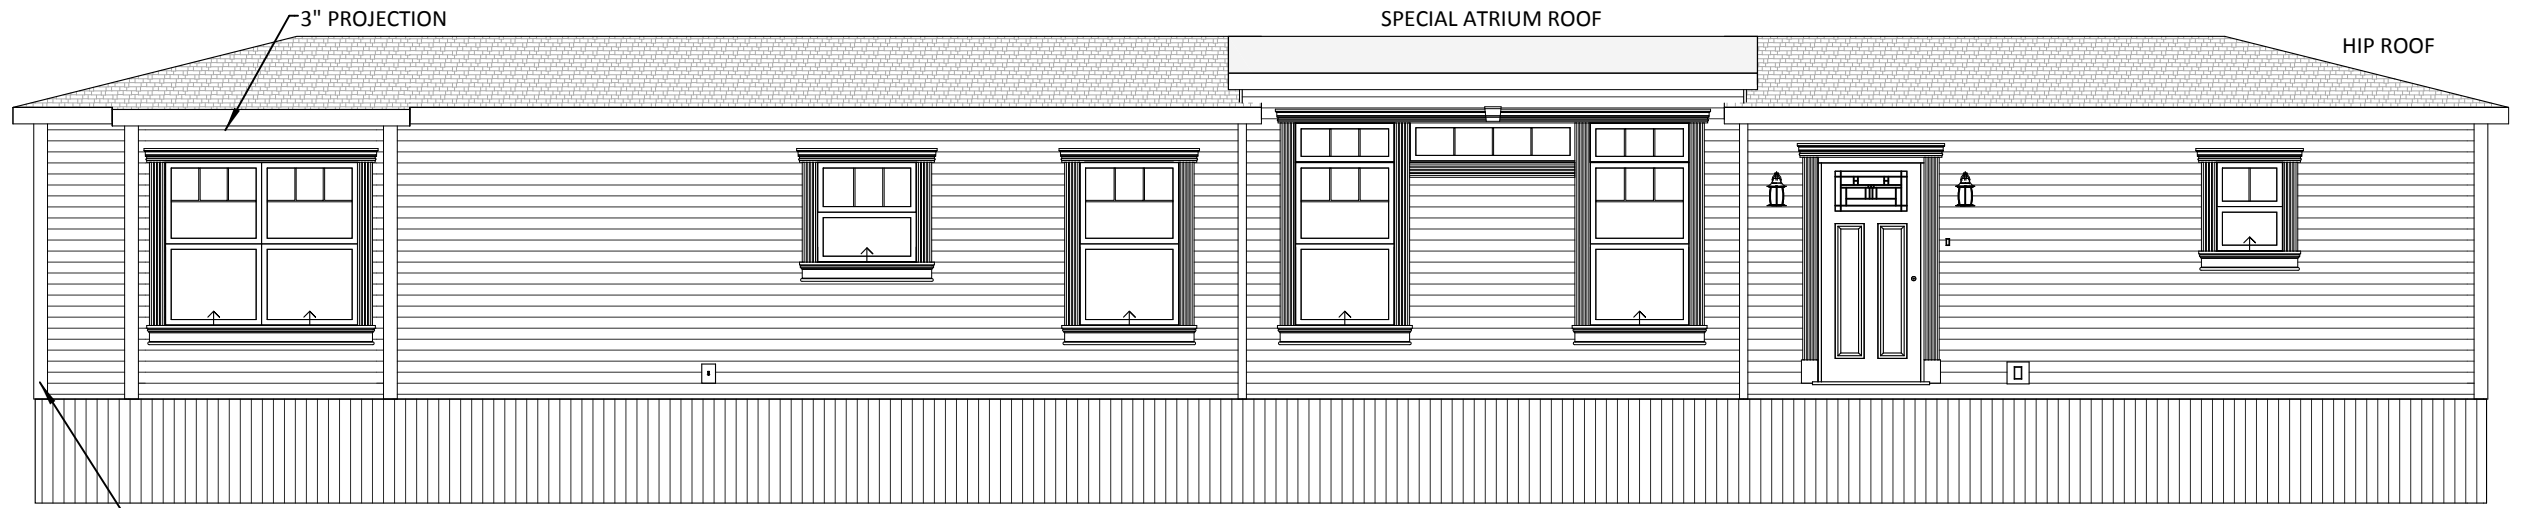 3" PROJECTION
SPECIAL ATRIUM ROOF
HIP ROOF